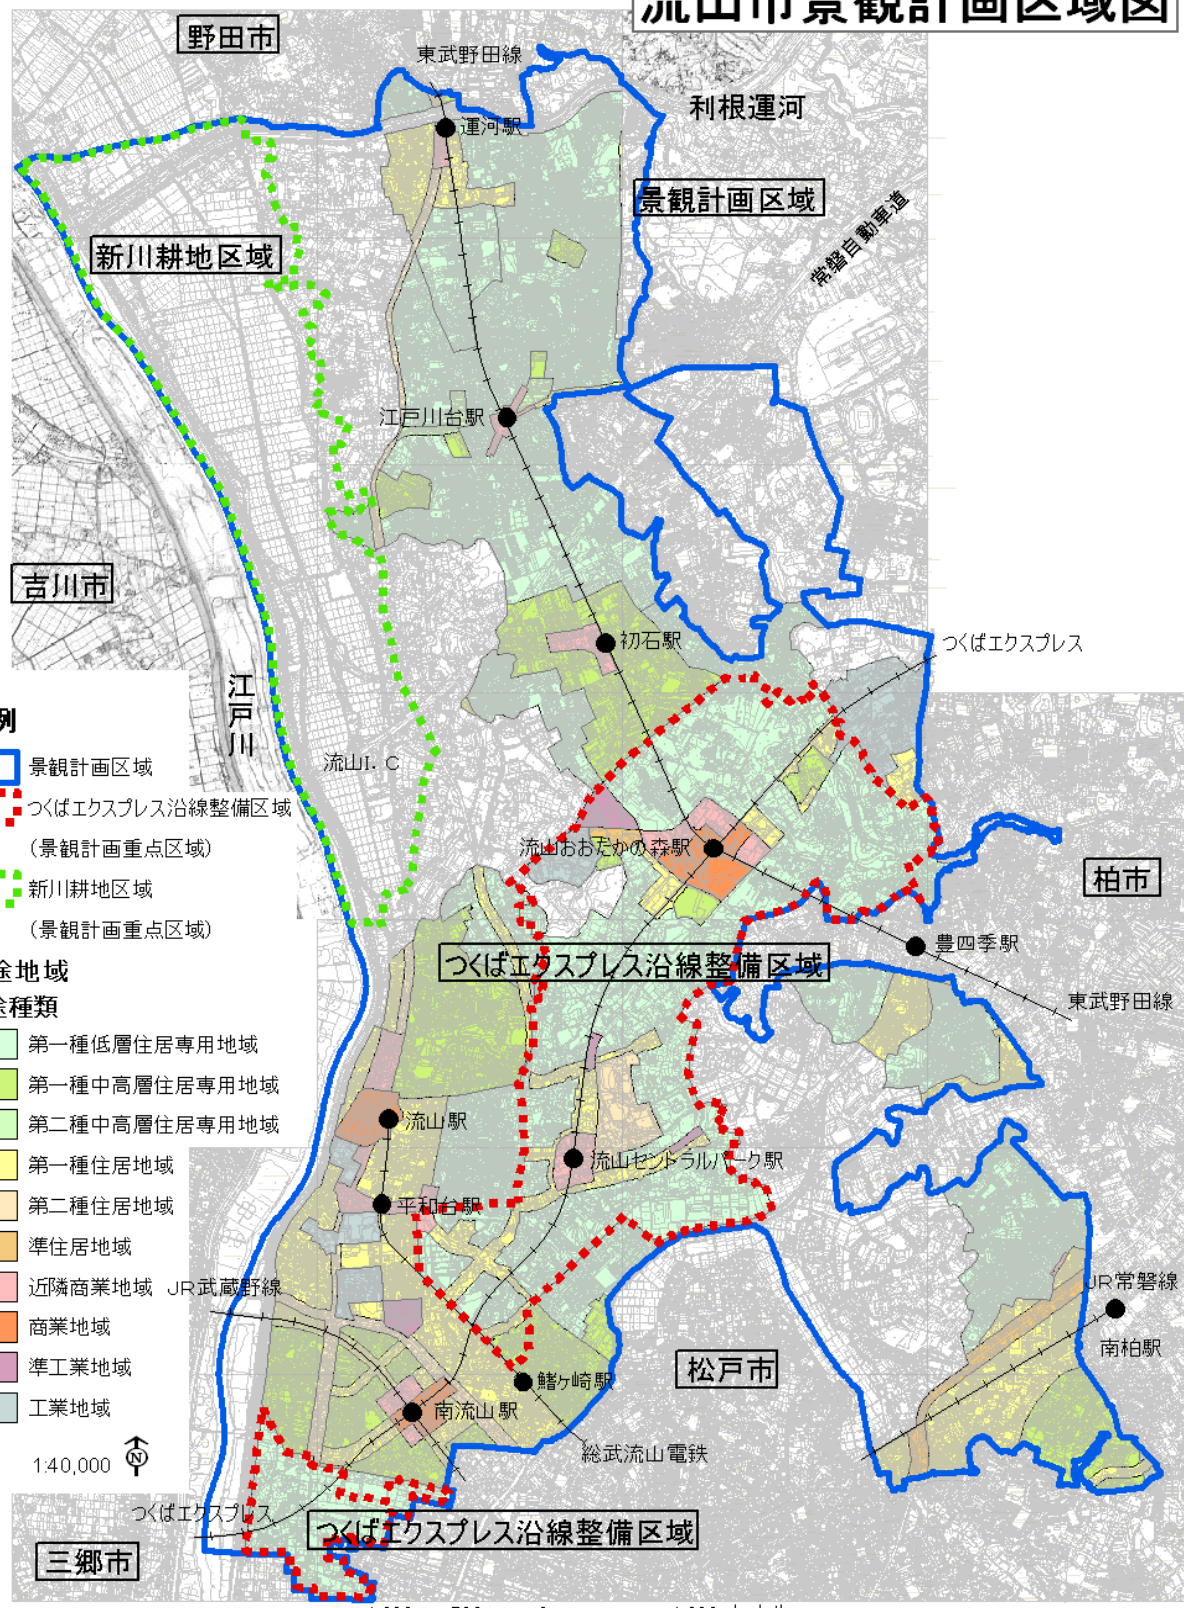 流山市景観計画区域図
野田市
東武野田線
利根運河
運河駅
景観計画区域
常磐自動車道
新川耕地区域
江戸川台駅
吉川市
初石駅
つくばエクスプレス
江戸川
流山I.C
例
景観計画区域
つくばエクスプレス沿線整備区域
(景観計画重点区域)
新川耕地区域
(景観計画重点区域)
流山おおたかの森駅
柏市
豊四季駅
つくばエクスプレス沿線整備区域
東武野田線
途地域
途種類
第一種低層住居専用地域
第一種中高層住居専用地域
第二種中高層住居専用地域
第一種住居地域
第二種住居地域
準住居地域
近隣商業地域
商業地域
準工業地域
工業地域
1:40,000
N
流山駅
流山セントラルパーク駅
平和台駅
JR武蔵野線
JR常磐線
南柏駅
松戸市
鰭ヶ崎駅
南流山駅
総武流山電鉄
つくばエクスプレス
つくばエクスプレス沿線整備区域
三郷市